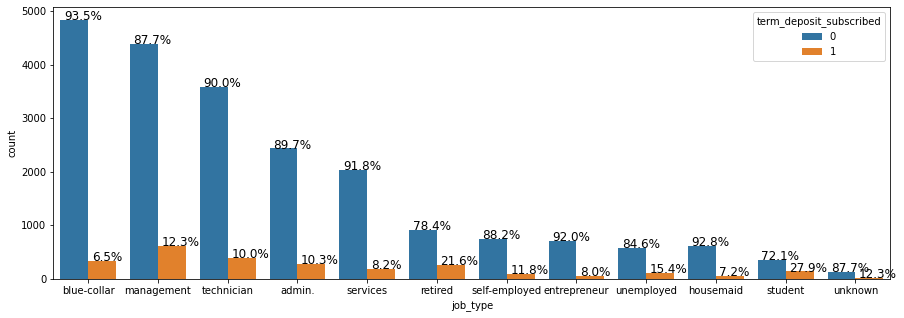 term_deposit_subscribed
0
1
5000
4000
3000
2000
1000
0
count
93.5% 87.7% 90.0% 89.7% 91.8% 78.4% 88.2% 92.0% 84.6% 92.8% 72.1% 87.7%
6.5% 12.3% 10.0% 10.3% 8.2% 21.6% 11.8% 8.0% 15.4% 7.2% 27.9% 12.3%
blue-collar management technician admin. services retired self-employed entrepreneur unemployed housemaid student unknown
job_type